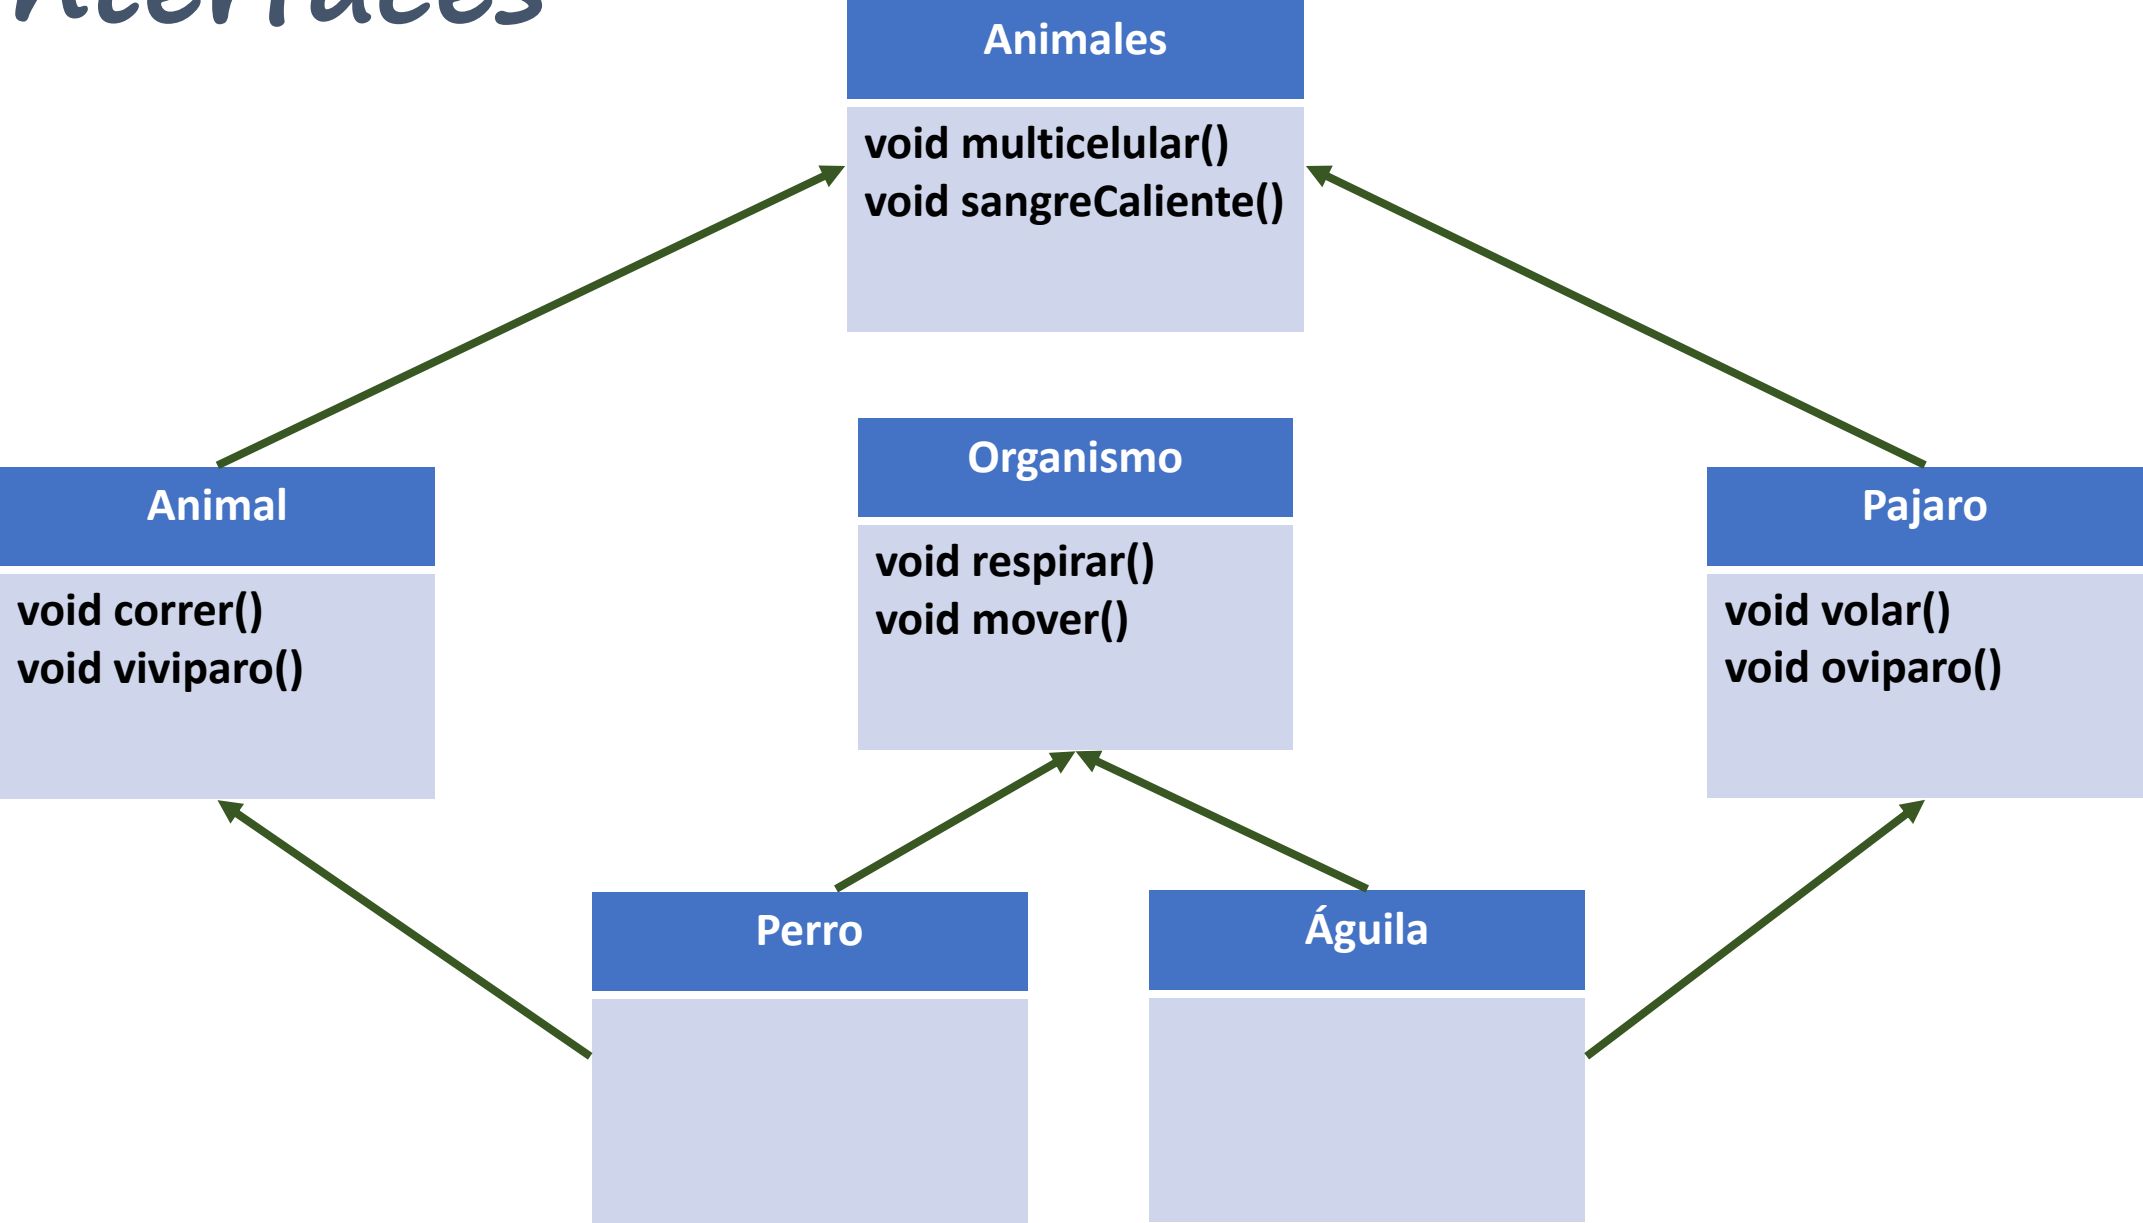 nterfaces
Animales
void multicelular()
void sangreCaliente()
Organismo
void respirar()
void mover()
Animal
void correr()
void viviparo()
Pajaro
void volar()
void oviparo()
Perro
Águila